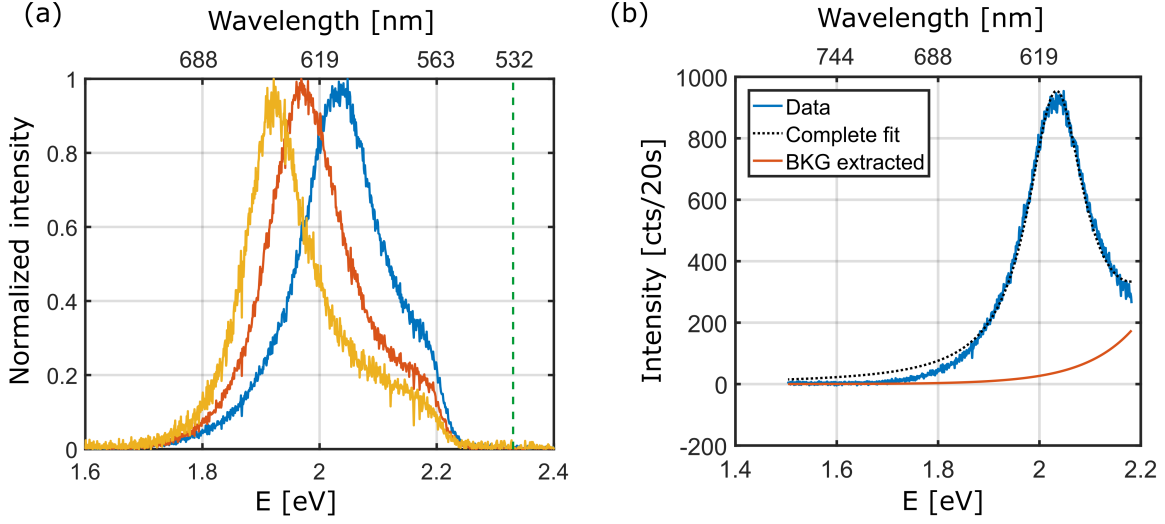 (a)
Wavelength [nm]
688 619 563 532
Normalized intensity
1
0.8
0.6
0.4
0.2
0
1.6 1.8 2 2.2 2.4
E [eV]
(b)
Wavelength [nm]
744 688 619
Intensity [cts/20s]
1000
800
600
400
200
0
-200
Data
Complete fit
BKG extracted
1.4 1.6 1.8 2 2.2
E [eV]